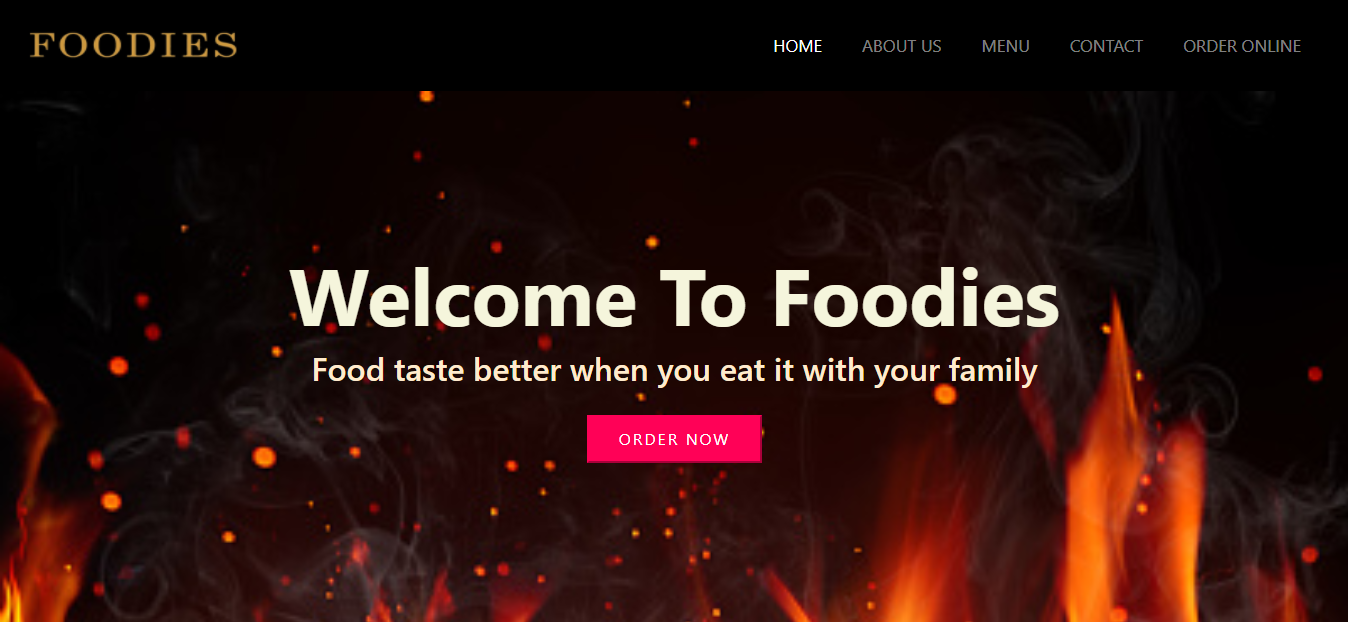 FOODIES
HOME ABOUT US MENU CONTACT ORDER ONLINE
Welcome To Foodies
Food taste better when you eat it with your family
ORDER NOW